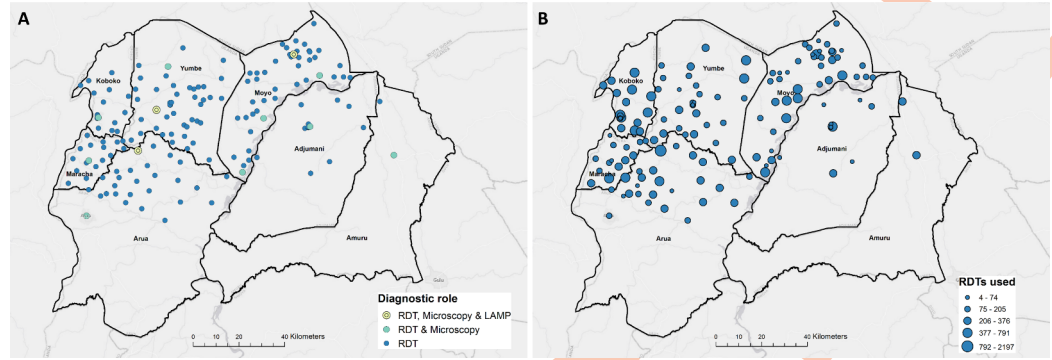 A
Koboko
Yumbe
Moyo
Adjumani
Maracha
Arua
Amuru
Gulu
Diagnostic role
RDT, Microscopy & LAMP
RDT & Microscopy
RDT
0 10 20 40 Kilometers
B
Koboko
Yumbe
Moyo
Adjumani
Maracha
Arua
Amuru
Gulu
RDTs used
4 - 74
75 - 205
206 - 376
377 - 791
792 - 2197
0 10 20 40 Kilometers